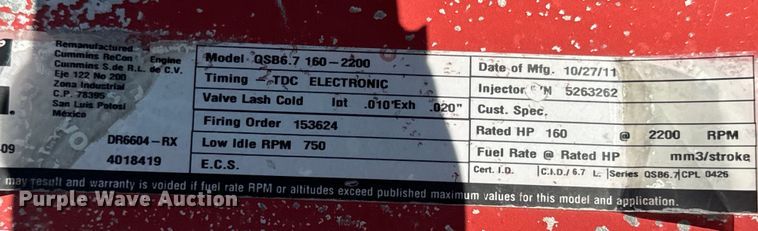 Remanufactured
Cummins ReCon Engine
Cummins S.de R.L. de C.V.
Eje 122 No 200
Zona Industrial
C.P. 78395
San Luis Potosi
México
DR6604-RX
4018419
-09
Model QSB6.7 160-2200
Timing - TDC ELECTRONIC
Valve Lash Cold Int .010"Exh .020"
Firing Order 153624
Low Idle RPM 750
E.C.S.
Date of Mfg. 10/27/11
Injector P/N 5263262
Cust. Spec.
Rated HP 160 @ 2200 RPM
Fuel Rate @ Rated HP mm3/stroke
Cert. I.D. C.I.D./ 6.7 L. Series QSB6.7 CPL 0426
may result and warranty is voided if fuel rate RPM or altitudes exceed published maximum values for this model and application.
Purple Wave Auction